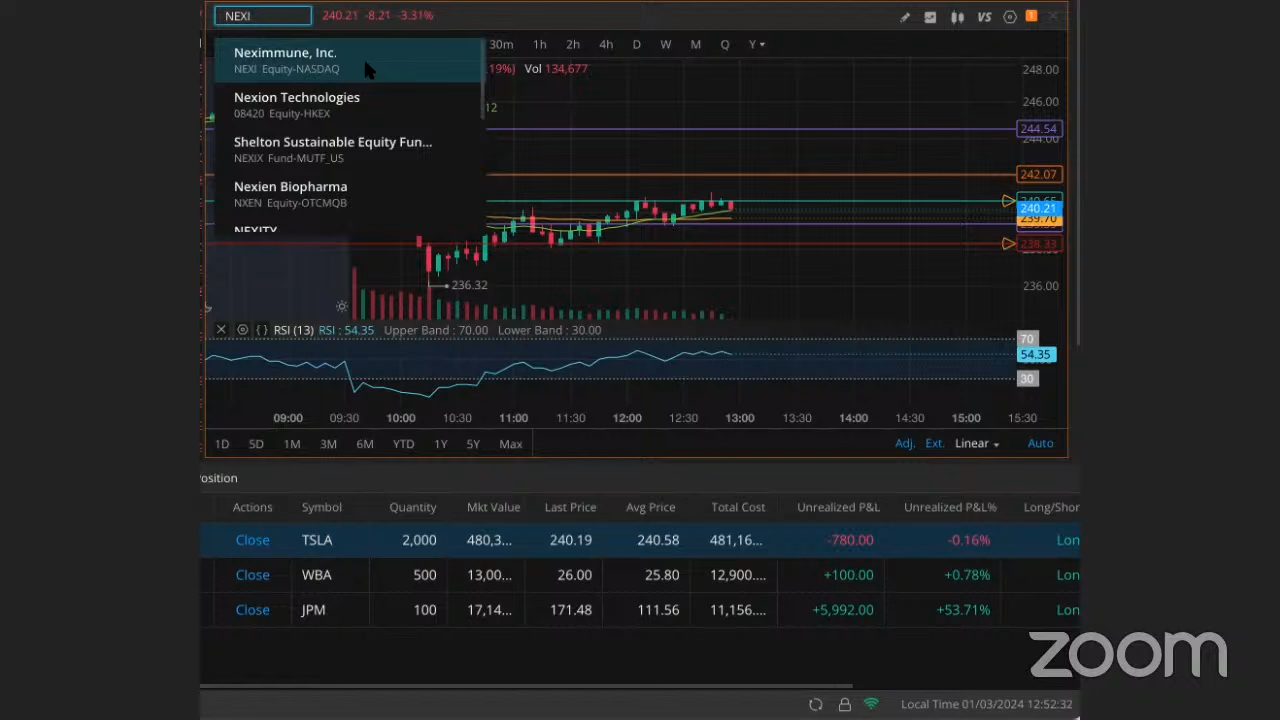 NEXI 240.21 -8.21 -3.31% VS 1
30m 1h 2h 4h D W M Q Y
Neximmune, Inc.
NEXI Equity-NASDAQ
.19%) Vol 134,677
248.00
Nexion Technologies
08420 Equity-HKEX
12
246.00
244.54
244.00
Shelton Sustainable Equity Fun...
NEXIX Fund-MUTF_US
242.07
Nexien Biopharma
NXEN Equity-OTCMQB
240.21
239.70
NEXITY
238.33
236.32
236.00
RSI (13) RSI : 54.35 Upper Band : 70.00 Lower Band : 30.00
70
54.35
30
09:00 09:30 10:00 10:30 11:00 11:30 12:00 12:30 13:00 13:30 14:00 14:30 15:00 15:30
1D 5D 1M 3M 6M YTD 1Y 5Y Max Adj. Ext. Linear Auto
osition
Actions Symbol Quantity Mkt Value Last Price Avg Price Total Cost Unrealized P&L Unrealized P&L% Long/Shor
Close TSLA 2,000 480,3... 240.19 240.58 481,16... -780.00 -0.16% Lon
Close WBA 500 13,00... 26.00 25.80 12,900.... +100.00 +0.78% Lon
Close JPM 100 17,14... 171.48 111.56 11,156.... +5,992.00 +53.71% Lon
zoom
Local Time 01/03/2024 12:52:32